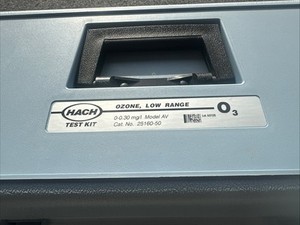 HACH
TEST KIT
OZONE, LOW RANGE
0-0.30 mg/l Model AV
Cat. No. 25160-50
O3